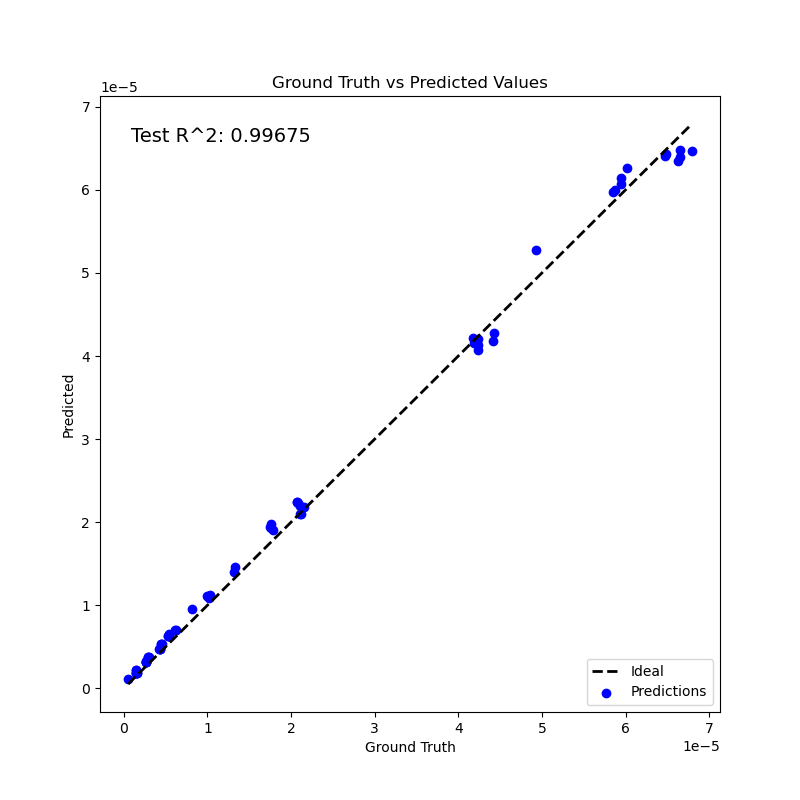 Ground Truth vs Predicted Values
1e−5
Test R^2: 0.99675
7
6
5
4
3
2
1
0
Predicted
Ideal
Predictions
0 1 2 3 4 5 6 7
Ground Truth
1e−5